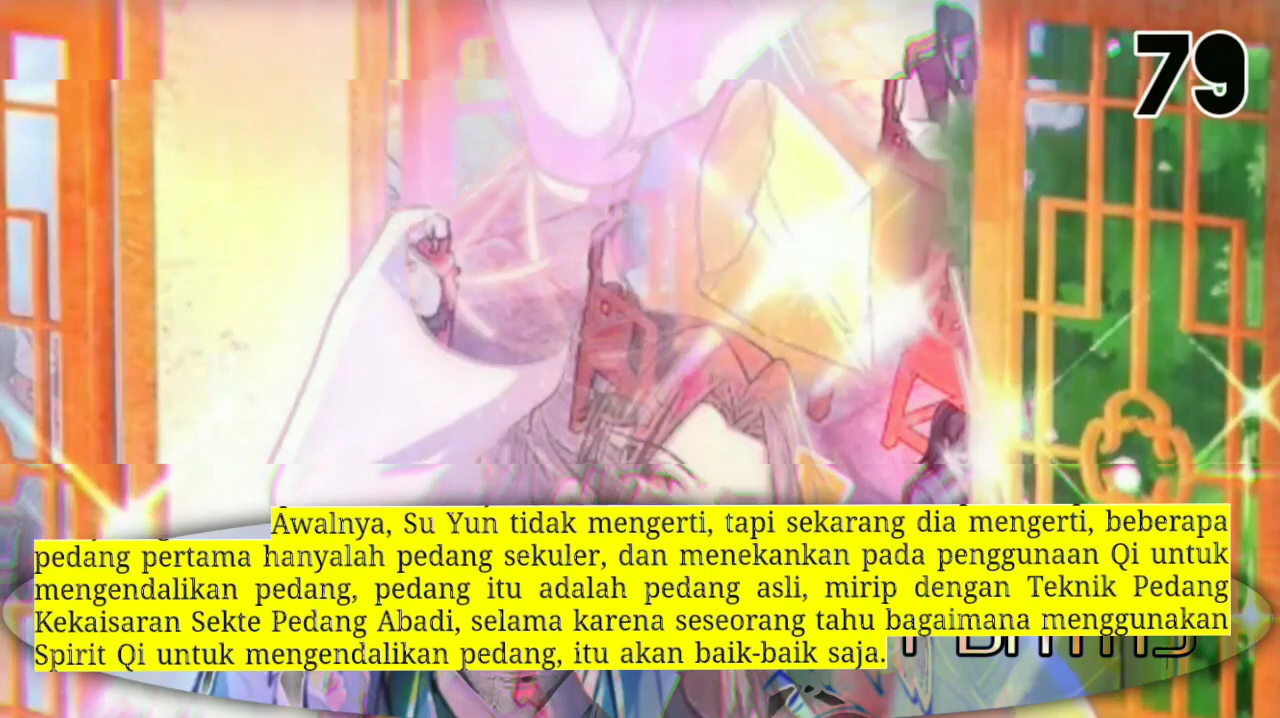 79
Awalnya, Su Yun tidak mengerti, tapi sekarang dia mengerti, beberapa
pedang pertama hanyalah pedang sekuler, dan menekankan pada penggunaan Qi untuk
mengendalikan pedang, pedang itu adalah pedang asli, mirip dengan Teknik Pedang
Kekaisaran Sekte Pedang Abadi, selama karena seseorang tahu bagaimana menggunakan
Spirit Qi untuk mengendalikan pedang, itu akan baik-baik saja.